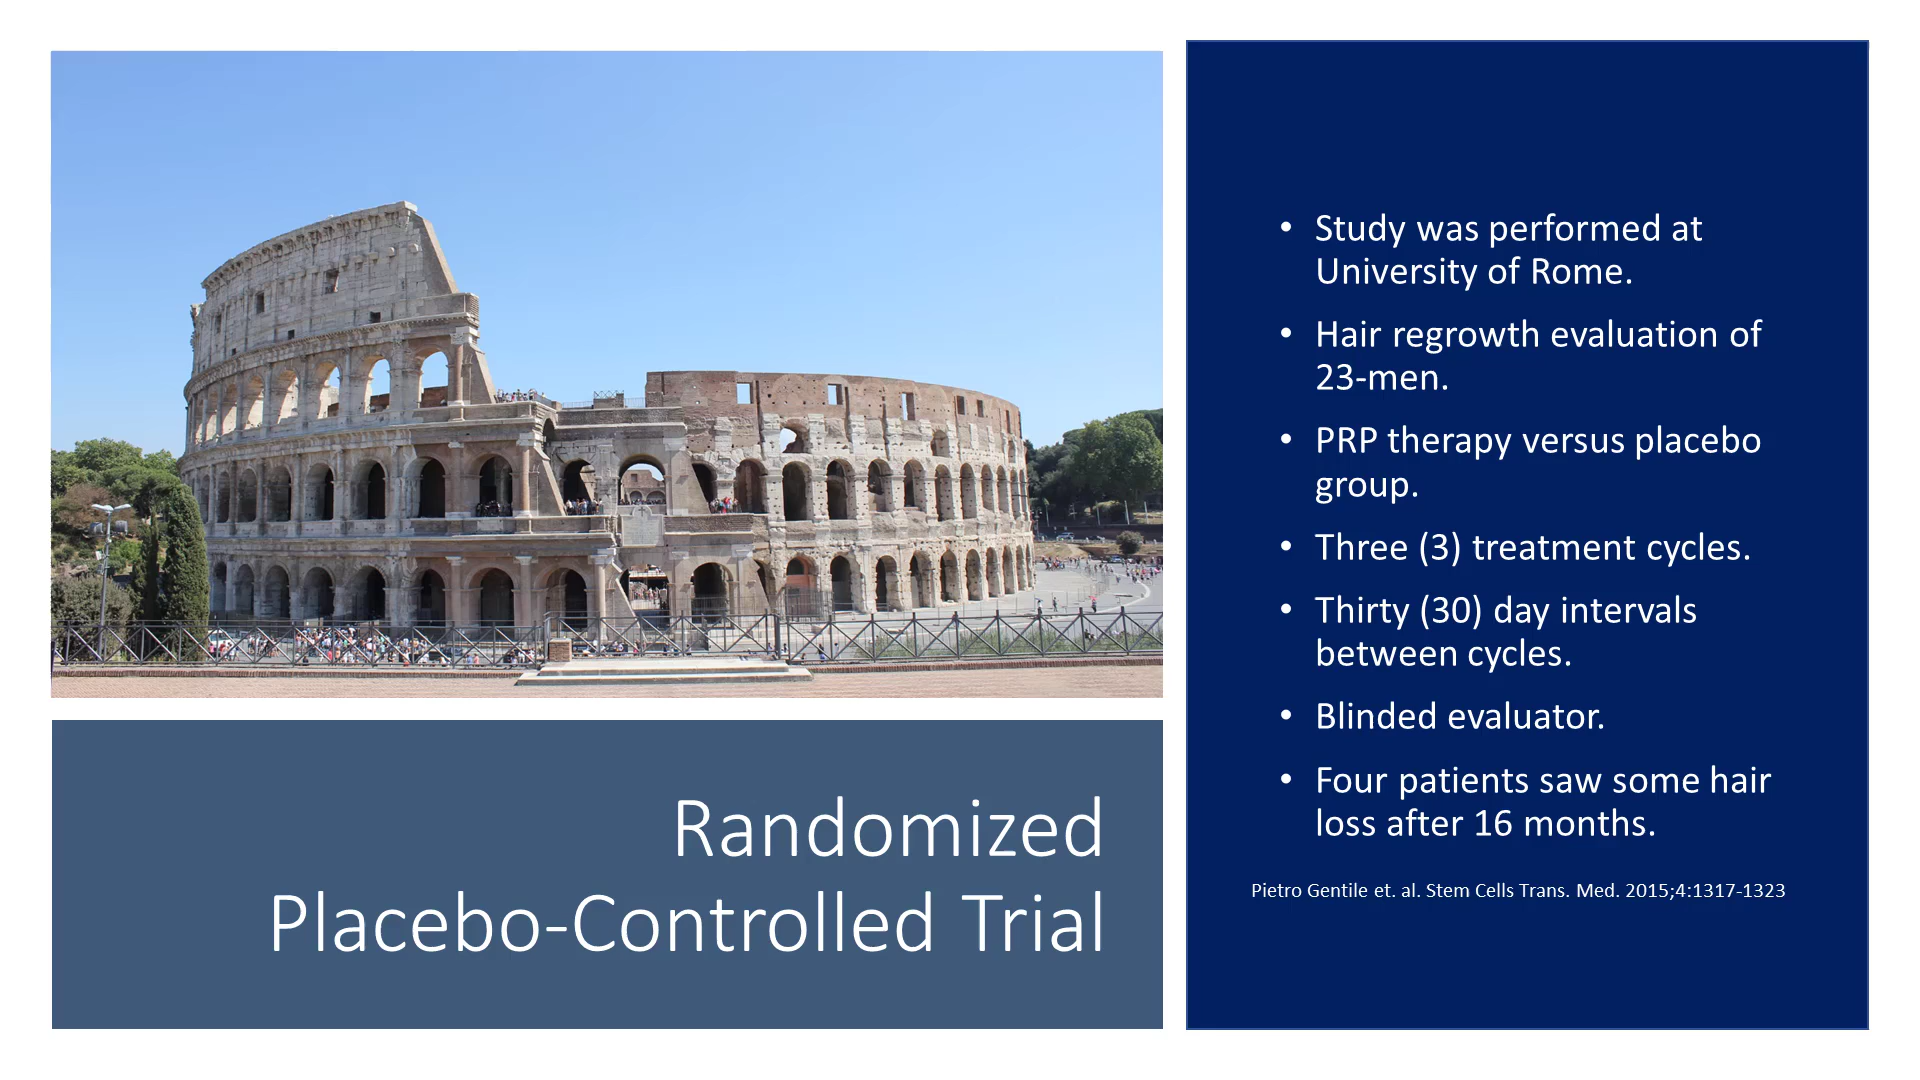 Randomized
Placebo-Controlled Trial
• Study was performed at
University of Rome.
• Hair regrowth evaluation of
23-men.
• PRP therapy versus placebo
group.
• Three (3) treatment cycles.
• Thirty (30) day intervals
between cycles.
• Blinded evaluator.
• Four patients saw some hair
loss after 16 months.
Pietro Gentile et. al. Stem Cells Trans. Med. 2015;4:1317-1323